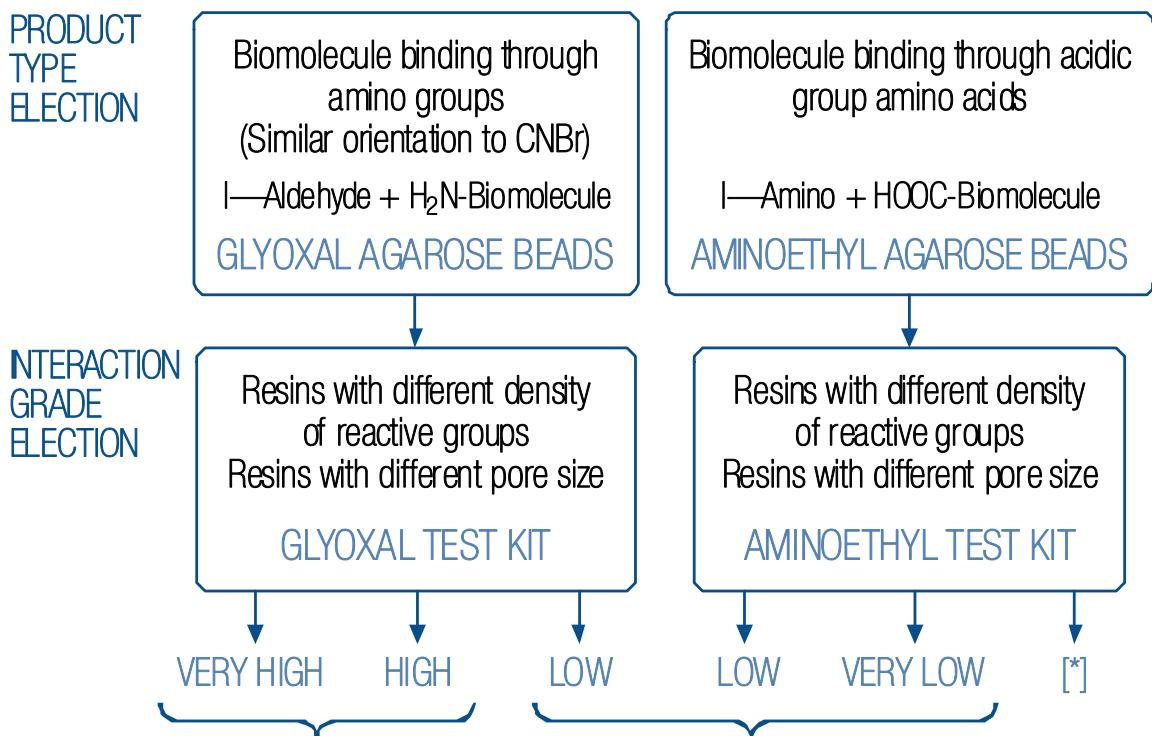 PRODUCT
TYPE
ELECTION
Biomolecule binding through
amino groups
(Similar orientation to CNBr)
I—Aldehyde + H₂N-Biomolecule
GLYOXAL AGAROSE BEADS
Biomolecule binding through acidic
group amino acids
I—Amino + HOOC-Biomolecule
AMINOETHYL AGAROSE BEADS
INTERACTION
GRADE
ELECTION
Resins with different density
of reactive groups
Resins with different pore size
GLYOXAL TEST KIT
Resins with different density
of reactive groups
Resins with different pore size
AMINOETHYL TEST KIT
VERY HIGH
HIGH
LOW
LOW
VERY LOW
[*]